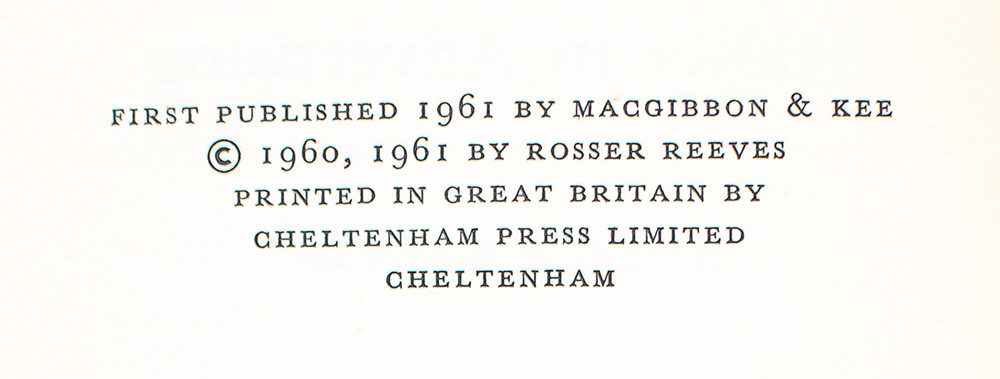 FIRST PUBLISHED 1961 BY MACGIBBON & KEE
© 1960, 1961 BY ROSSER REEVES
PRINTED IN GREAT BRITAIN BY
CHELTENHAM PRESS LIMITED
CHELTENHAM